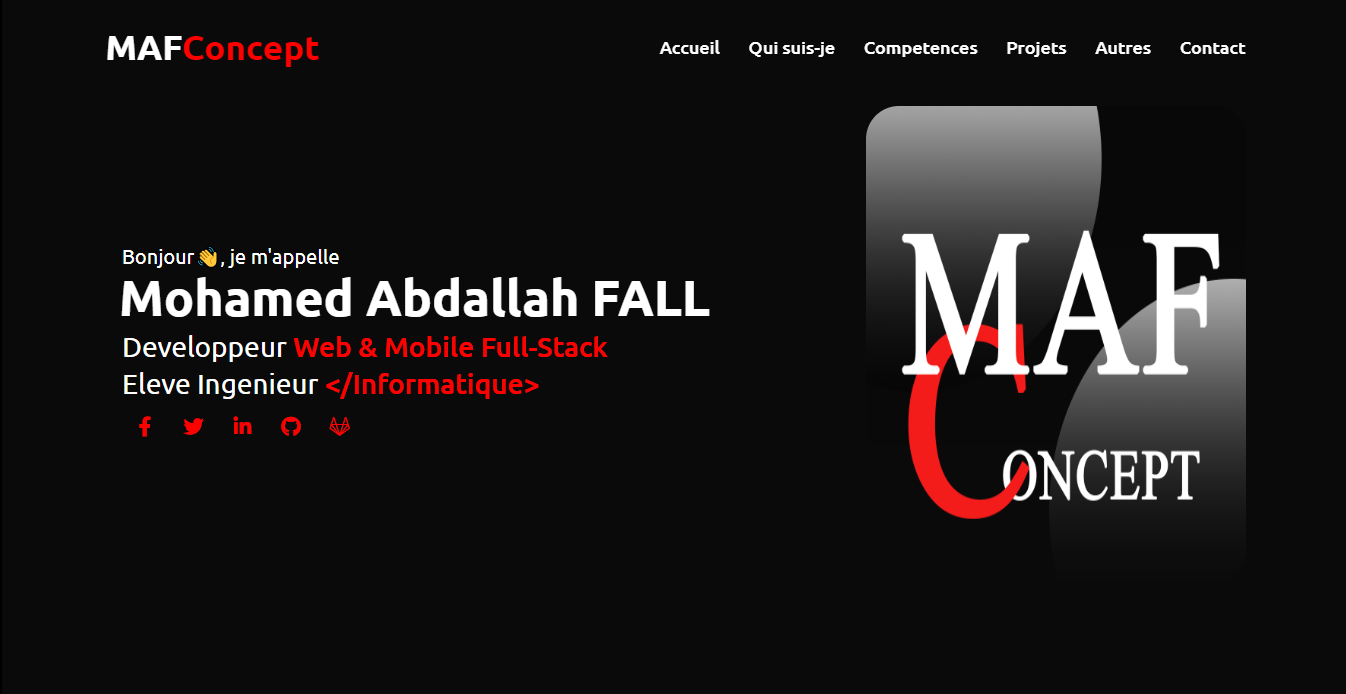 MAFConcept
Accueil Qui suis-je Competences Projets Autres Contact
Bonjour👋, je m'appelle
Mohamed Abdallah FALL
Developpeur Web & Mobile Full-Stack
Eleve Ingenieur </Informatique>
MAF
CONCEPT